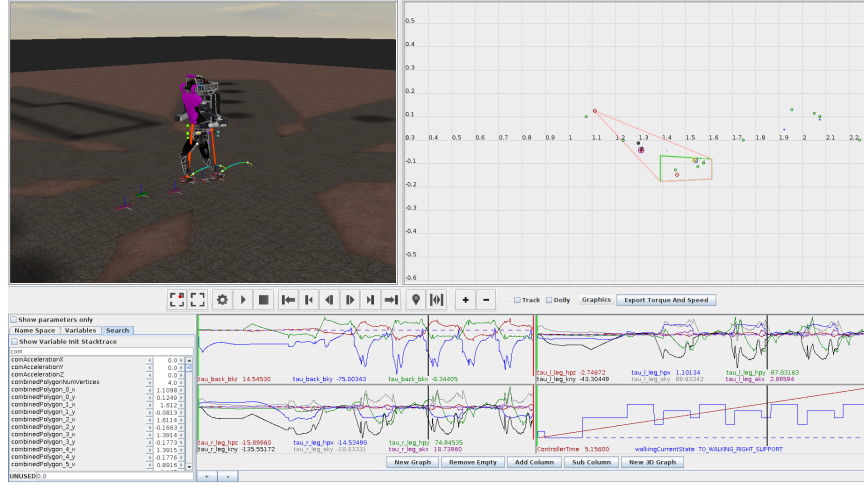 0.5
0.4
0.3
0.2
0.1
0.3 0.4 0.5 0.6 0.7 0.8 0.9 1.0 1.1 1.2 1.3 1.4 1.5 1.6 1.7 1.8 1.9 2.0 2.1 2.2
-0.1
-0.2
-0.3
-0.4
-0.5
-0.6
Track Dolly Graphics Export Torque And Speed
Show parameters only
Name Space Variables Search
Show Variable Init Stacktrace
com
comAccelerationX 0.0
comAccelerationY 0.0
comAccelerationZ 0.0
combinedPolygonNumVertices 4.0
combinedPolygon_0_x 1.1098
combinedPolygon_0_y 0.1249
combinedPolygon_1_x 1.612
combinedPolygon_1_y -0.0813
combinedPolygon_2_x 1.6114
combinedPolygon_2_y -0.1663
combinedPolygon_3_x 1.3914
combinedPolygon_3_y -0.1773
combinedPolygon_4_x 1.3915
combinedPolygon_4_y -0.1776
combinedPolygon_5_x 0.8916
UNUSED 0.0
tau_back_bkz 14.54530 tau_back_bky -75.00343 tau_back_bkx -8.34405
tau_l_leg_hpz -2.74672 tau_l_leg_hpx 1.10134 tau_l_leg_hpy -97.83163
tau_l_leg_kny -43.30449 tau_l_leg_aky 89.63342 tau_l_leg_akx 2.89594
tau_r_leg_hpz -15.89960 tau_r_leg_hpx -14.53498 tau_r_leg_hpy 74.94535
tau_r_leg_kny -135.55172 tau_r_leg_aky tau_r_leg_akx 18.73960
ControllerTime 5.15600 walkingCurrentState TO_WALKING_RIGHT_SUPPORT
New Graph Remove Empty Add Column Sub Column New 3D Graph
+ -